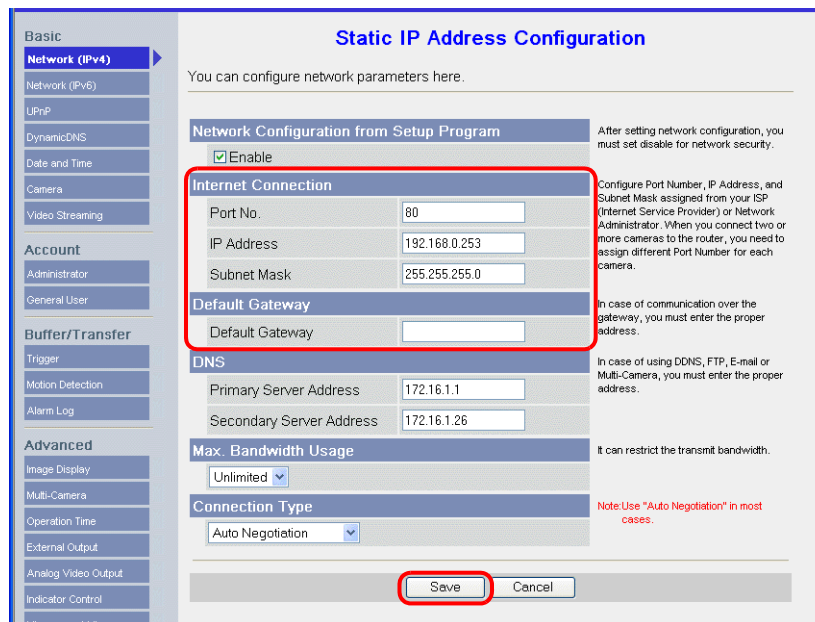 Basic
Network (IPv4)
Network (IPv6)
UPnP
DynamicDNS
Date and Time
Camera
Video Streaming
Account
Administrator
General User
Buffer/Transfer
Trigger
Motion Detection
Alarm Log
Advanced
Image Display
Multi-Camera
Operation Time
External Output
Analog Video Output
Indicator Control
Static IP Address Configuration
You can configure network parameters here.
Network Configuration from Setup Program
Enable
After setting network configuration, you
must set disable for network security.
Internet Connection
Port No. 80
IP Address 192.168.0.253
Subnet Mask 255.255.255.0
Configure Port Number, IP Address, and
Subnet Mask assigned from your ISP
(Internet Service Provider) or Network
Administrator. When you connect two or
more cameras to the router, you need to
assign different Port Number for each
camera.
Default Gateway
Default Gateway
In case of communication over the
gateway, you must enter the proper
address.
DNS
Primary Server Address 172.16.1.1
Secondary Server Address 172.16.1.26
In case of using DDNS, FTP, E-mail or
Multi-Camera, you must enter the proper
address.
Max. Bandwidth Usage
Unlimited
It can restrict the transmit bandwidth.
Connection Type
Auto Negotiation
Note:Use "Auto Negotiation" in most
cases.
Save Cancel